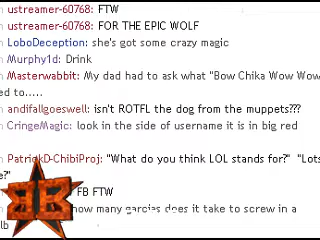 ustreamer-60768: FTW
ustreamer-60768: FOR THE EPIC WOLF
LoboDeception: she's got some crazy magic
Murphy1d: Drink
Masterwabbit: My dad had to ask what "Bow Chika Wow Wow
ed to.....
andifallgoeswell: isn't ROTFL the dog from the muppets???
CringeMagic: look in the side of username it is in big red
PatrickD-ChibiProj: "What do you think LOL stands for?" "Lots
e?"
FB FTW
how many garcias does it take to screw in a
lb